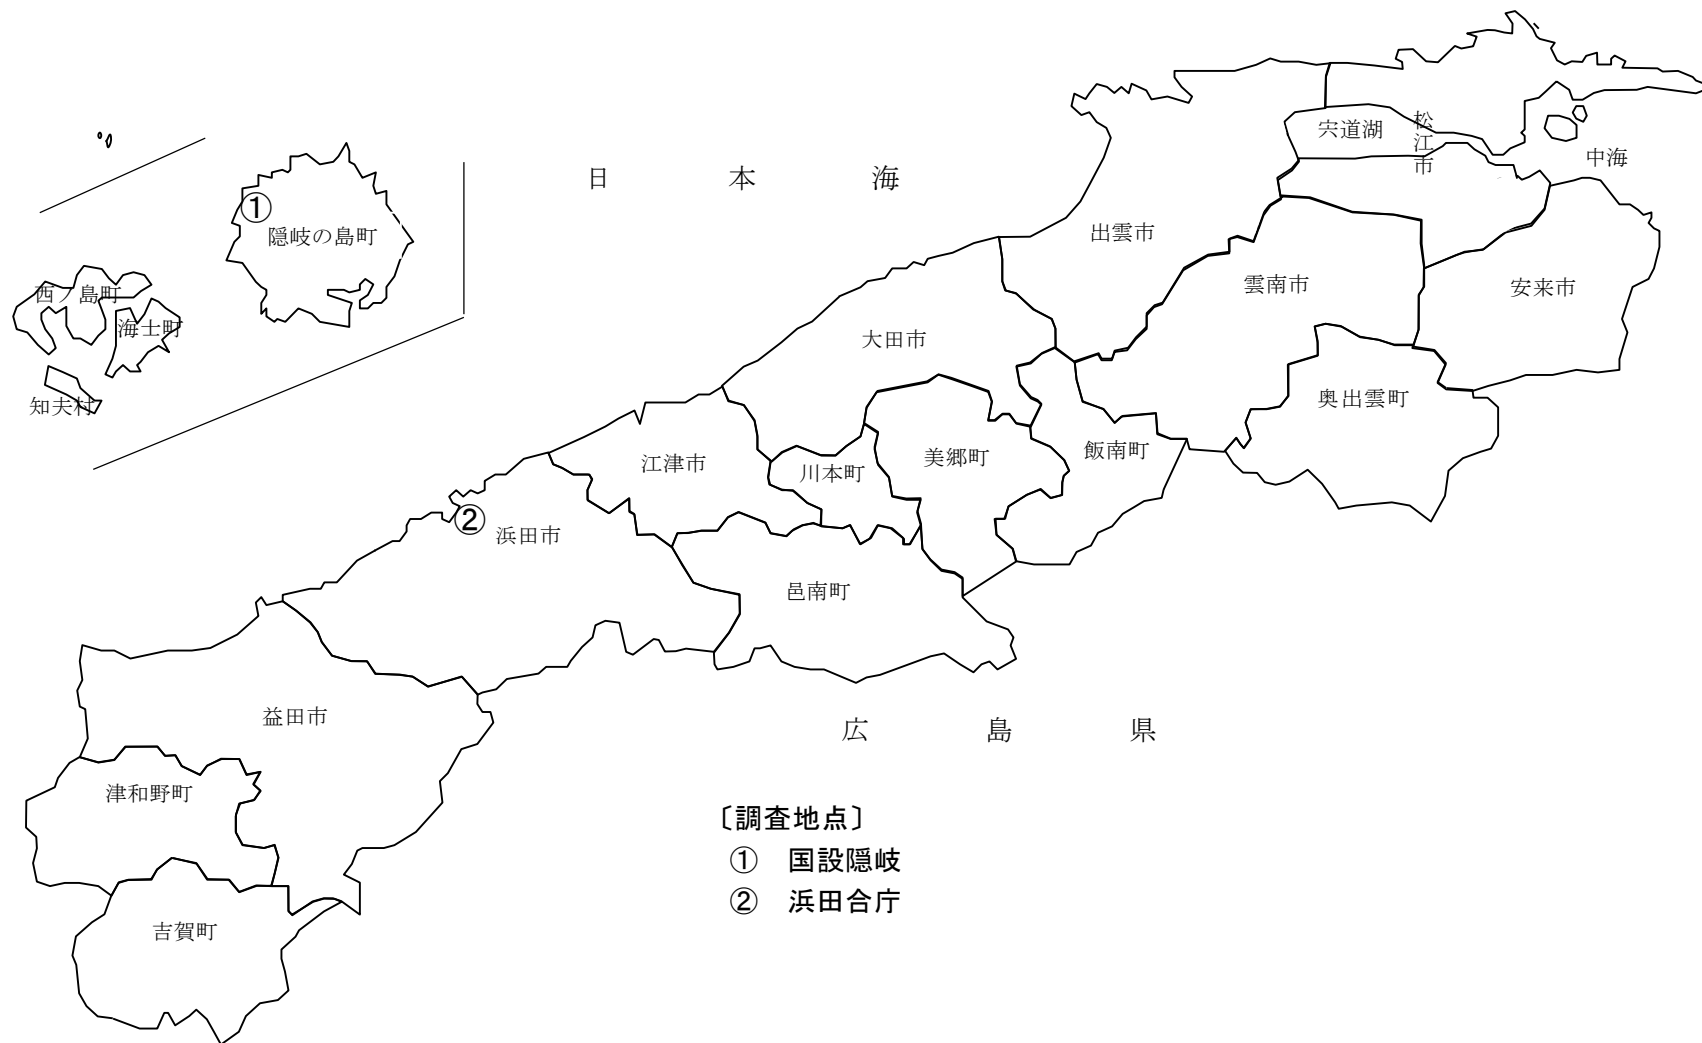 宍道湖
松江市
中海
日本海
①
隠岐の島町
出雲市
雲南市
安来市
西ノ島町
海士町
大田市
知夫村
奥出雲町
江津市
川本町
美郷町
飯南町
②
浜田市
邑南町
益田市
広島県
津和野町
吉賀町
〔調査地点〕
① 国設隠岐
② 浜田合庁